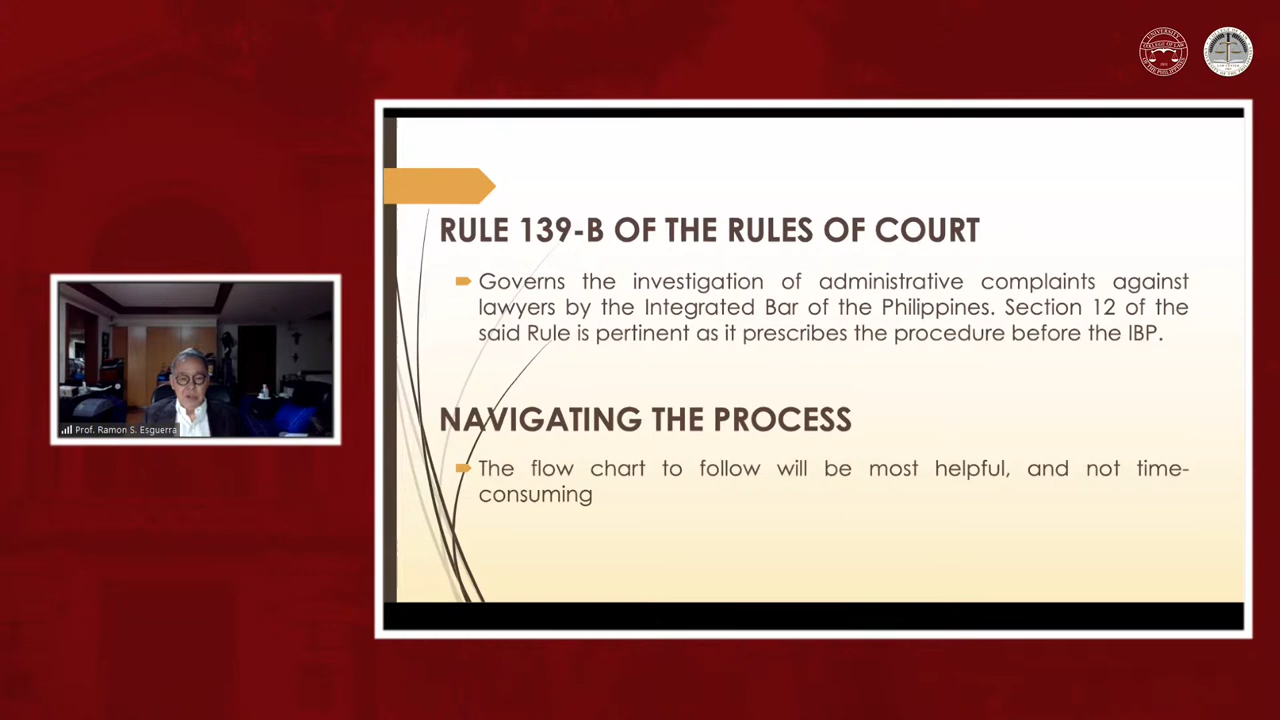 RULE 139-B OF THE RULES OF COURT
Governs the investigation of administrative complaints against
lawyers by the Integrated Bar of the Philippines. Section 12 of the
said Rule is pertinent as it prescribes the procedure before the IBP.
NAVIGATING THE PROCESS
The flow chart to follow will be most helpful, and not time-
consuming
Prof. Ramon S. Esguerra